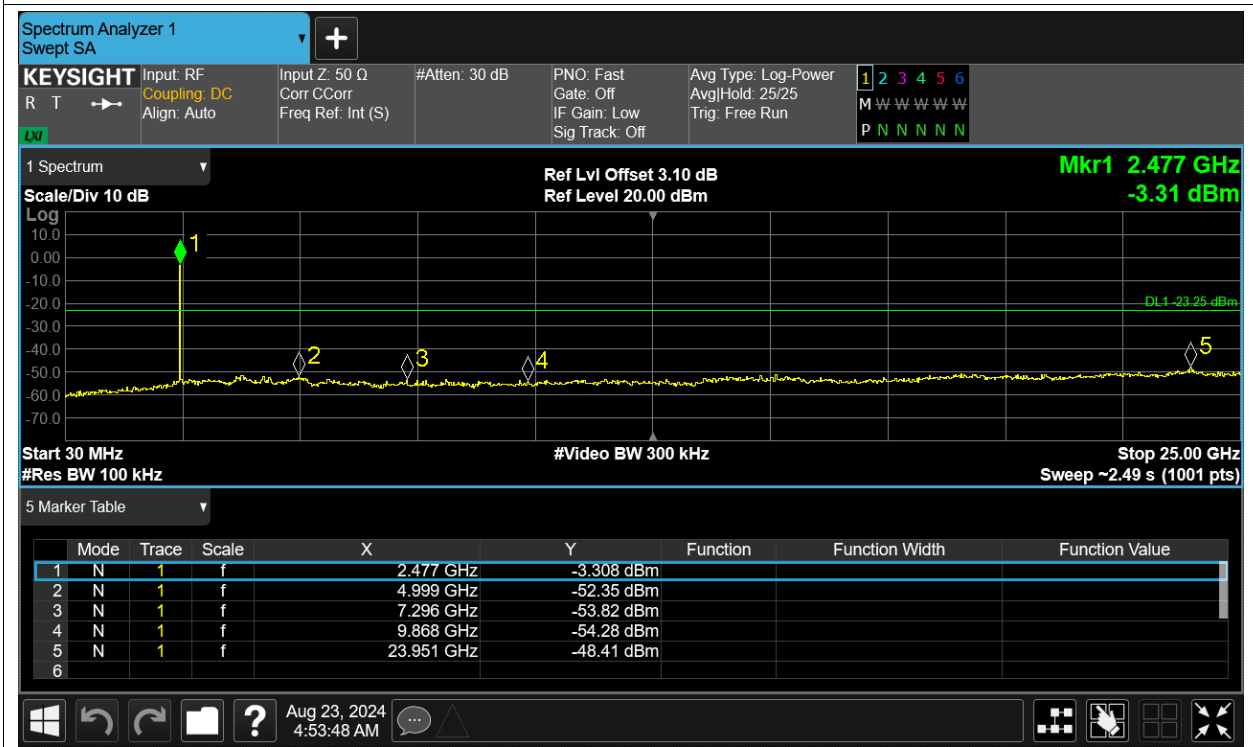 Spectrum Analyzer 1
Swept SA
KEYSIGHT Input: RF Input Z: 50 Ω #Atten: 30 dB PNO: Fast Avg Type: Log-Power 1 2 3 4 5 6
R T Coupling: DC Corr CCorr Gate: Off Avg|Hold: 25/25 M W W W W W
Align: Auto Freq Ref: Int (S) IF Gain: Low Trig: Free Run
LXI Sig Track: Off P N N N N N
1 Spectrum Ref Lvl Offset 3.10 dB Mkr1 2.477 GHz
Scale/Div 10 dB Ref Level 20.00 dBm -3.31 dBm
Log
10.0
1
0.00
-10.0
-20.0 DL1 -23.25 dBm
-30.0
-40.0 2 3 4 5
-50.0
-60.0
-70.0
Start 30 MHz #Video BW 300 kHz Stop 25.00 GHz
#Res BW 100 kHz Sweep ~2.49 s (1001 pts)
5 Marker Table
Mode Trace Scale X Y Function Function Width Function Value
1 N 1 f 2.477 GHz -3.308 dBm
2 N 1 f 4.999 GHz -52.35 dBm
3 N 1 f 7.296 GHz -53.82 dBm
4 N 1 f 9.868 GHz -54.28 dBm
5 N 1 f 23.951 GHz -48.41 dBm
6
? Aug 23, 2024
4:53:48 AM